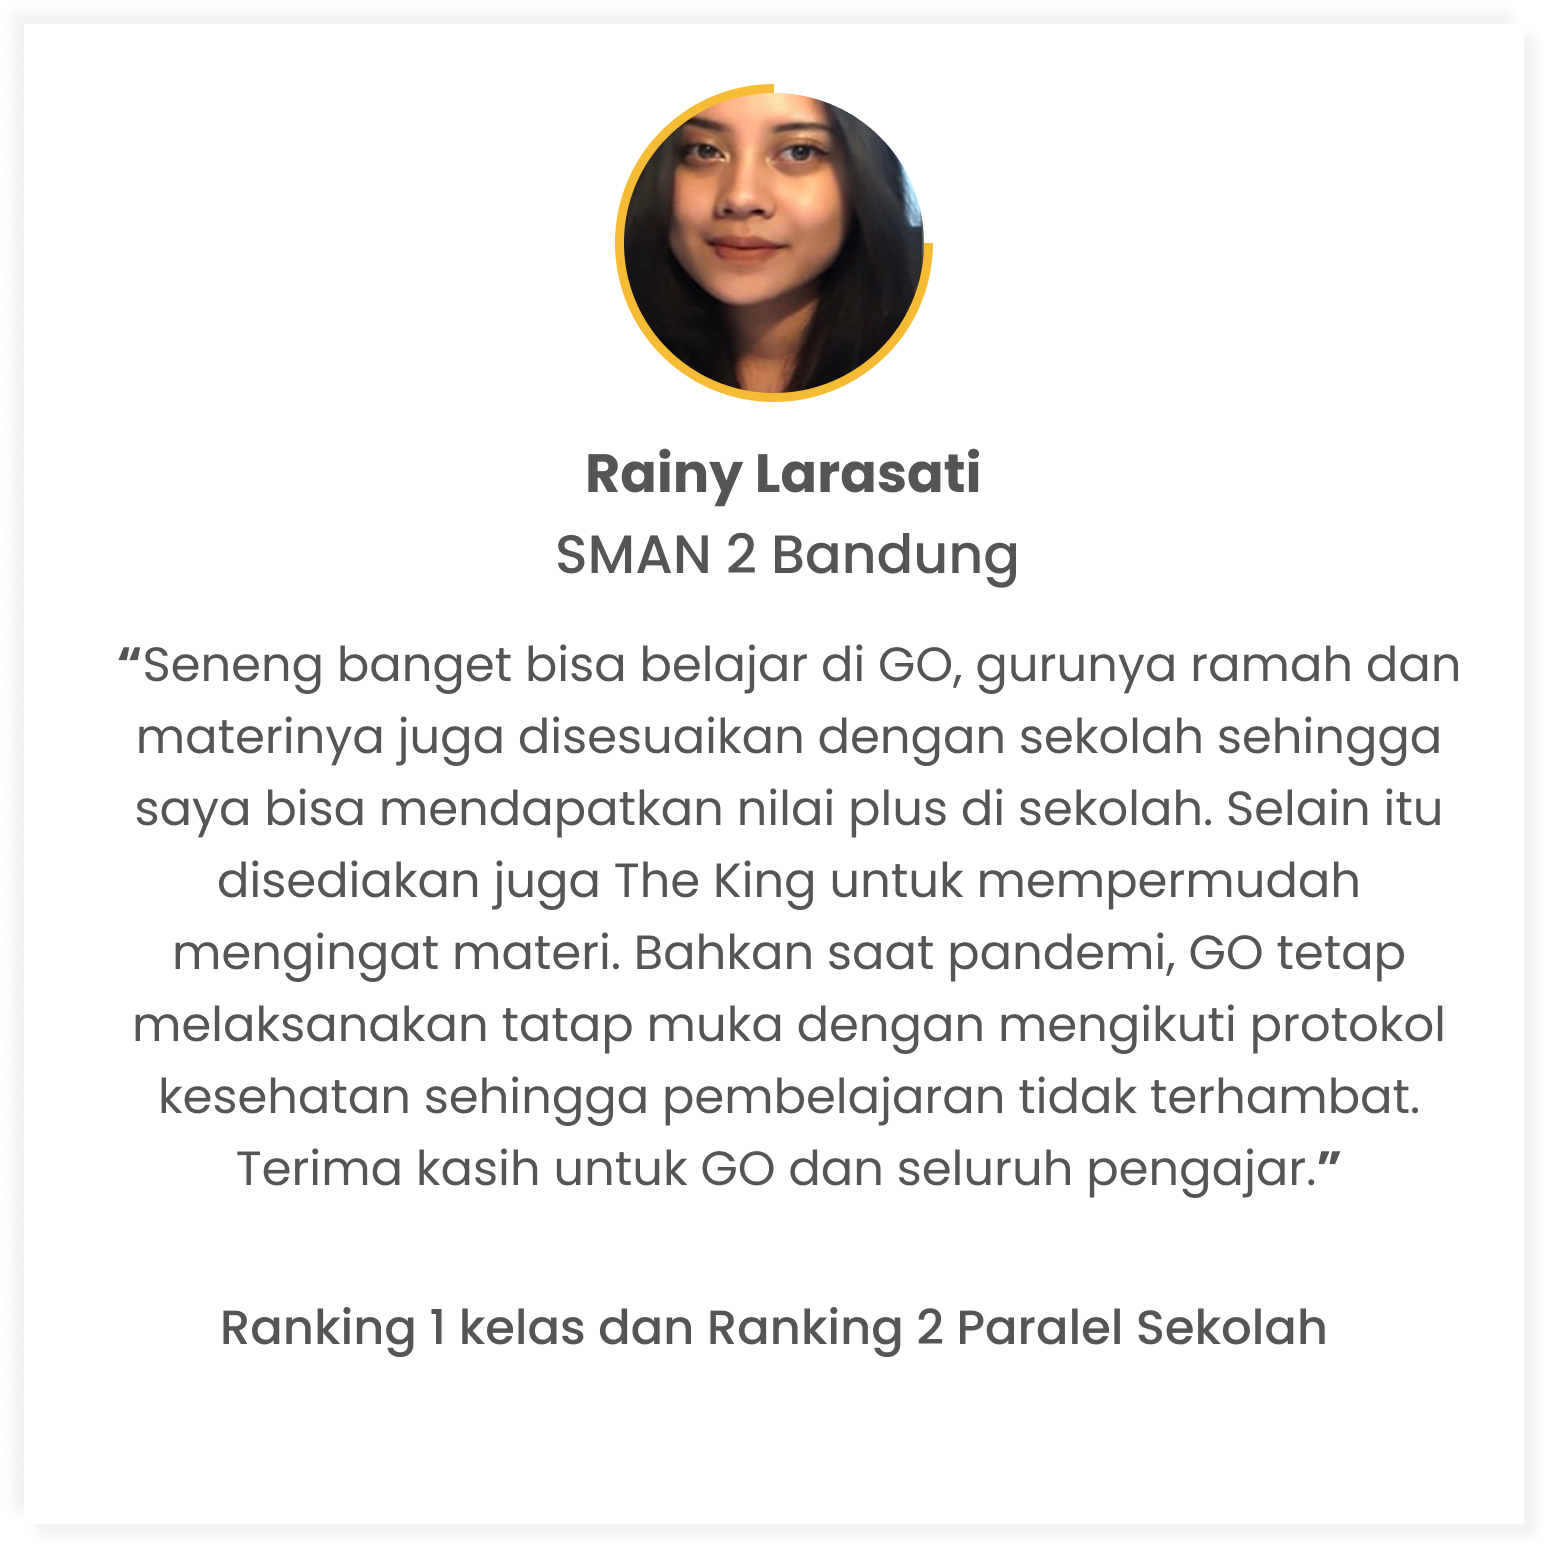 Rainy Larasati
SMAN 2 Bandung
“Seneng banget bisa belajar di GO, gurunya ramah dan
materinya juga disesuaikan dengan sekolah sehingga
saya bisa mendapatkan nilai plus di sekolah. Selain itu
disediakan juga The King untuk mempermudah
mengingat materi. Bahkan saat pandemi, GO tetap
melaksanakan tatap muka dengan mengikuti protokol
kesehatan sehingga pembelajaran tidak terhambat.
Terima kasih untuk GO dan seluruh pengajar.”
Ranking 1 kelas dan Ranking 2 Paralel Sekolah